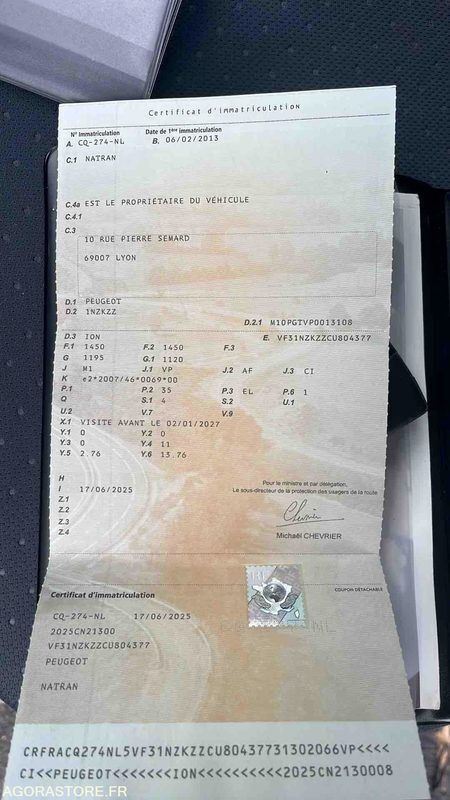 Certificat d'immatriculation
N° Immatriculation Date de 1ère immatriculation
A. CQ-274-NL B. 06/02/2013
C.1 NATRAN
C.4a EST LE PROPRIÉTAIRE DU VÉHICULE
C.4.1
C.3
10 RUE PIERRE SEMARD
69007 LYON
D.1 PEUGEOT
D.2 1NZKZZ
D.2.1 M10PGTVP0013108
D.3 ION E. VF31NZKZZCU804377
F.1 1450 F.2 1450 F.3
G 1195 G.1 1120
J M1 J.1 VP J.2 AF J.3 CI
K e2*2007/46*0069*00
P.1 P.2 35 P.3 EL P.6 1
Q S.1 4 S.2 U.1
U.2 V.7 V.9
X.1 VISITE AVANT LE 02/01/2027
Y.1 0 Y.2 0
Y.3 0 Y.4 11
Y.5 2.76 Y.6 13.76
H
I 17/06/2025
Z.1
Z.2
Z.3
Z.4
Pour le ministre et par délégation,
Le sous-directeur de la protection des usagers de la route
Chevrier
Michaël CHEVRIER
Certificat d'immatriculation COUPON DÉTACHABLE
CQ-274-NL 17/06/2025
2025CN21300
VF31NZKZZCU804377
PEUGEOT
NATRAN
CRFRACQ274NL5VF31NZKZZCU80437731302066VP<<<<
CI<<PEUGEOT<<<<<<<ION<<<<<<<<<<2025CN2130008
AGORASTORE.FR